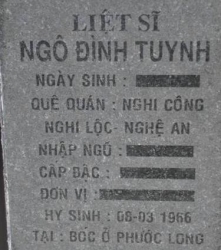 LIỆT SĨ
NGÔ ĐÌNH TUYNH
NGÀY SINH :
QUÊ QUÁN : NGHI CÔNG
NGHI LỘC- NGHỆ AN
NHẬP NGŨ :
CẤP BẬC :
ĐƠN VỊ :
HY SINH : 08-03 1966
TẠI : BGC Ở PHƯỚC LONG